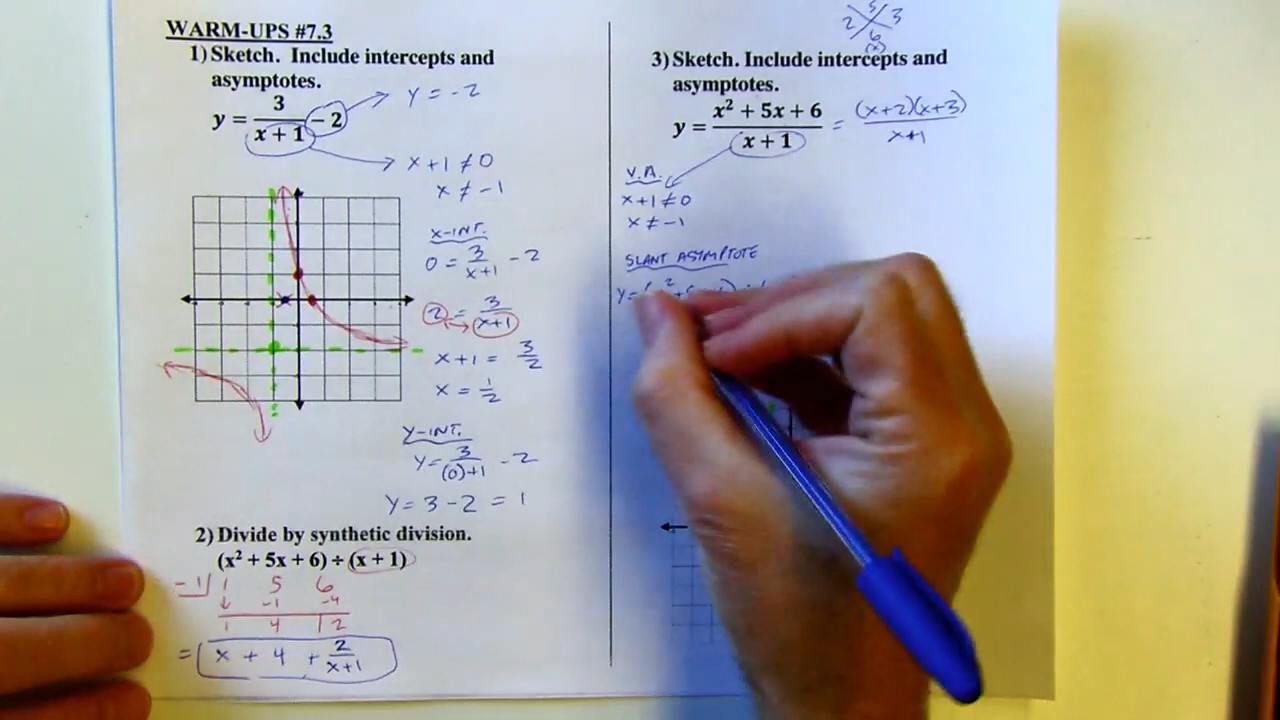 WARM-UPS #7.3
1) Sketch. Include intercepts and
asymptotes.
y = 3/(x + 1) − 2
y = -2
x+1 ≠ 0
x ≠ -1
X-INT.
0 = 3/(x+1) - 2
2 = 3/(x+1)
x+1 = 3/2
x = 1/2
Y-INT.
y = 3/((0)+1) - 2
y = 3 - 2 = 1
2) Divide by synthetic division.
(x² + 5x + 6) ÷ (x + 1)
-1| 1 5 6
↓ -1 -4
1 4 | 2
= x + 4 + 2/(x+1)
5
2 3
6
(x)
3) Sketch. Include intercepts and
asymptotes.
y = (x² + 5x + 6)/(x + 1) = (x+2)(x+3)/(x+1)
V.A.
x+1 ≠ 0
x ≠ -1
SLANT ASYMPTOTE
y =